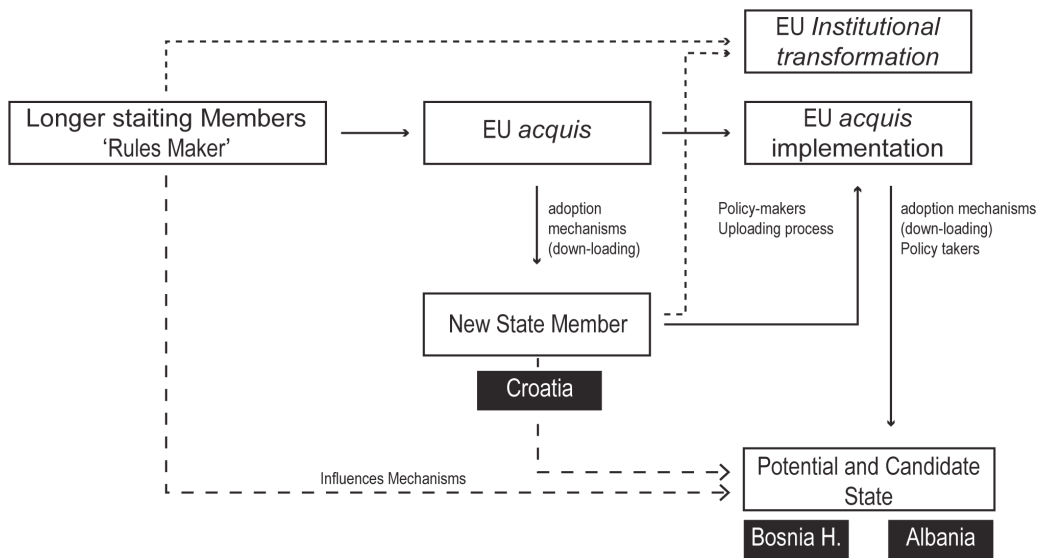 EU Institutional
transformation
Longer staiting Members
‘Rules Maker’
EU acquis
EU acquis
implementation
adoption
mechanisms
(down-loading)
Policy-makers
Uploading process
adoption mechanisms
(down-loading)
Policy takers
New State Member
Croatia
Influences Mechanisms
Potential and Candidate
State
Bosnia H.
Albania